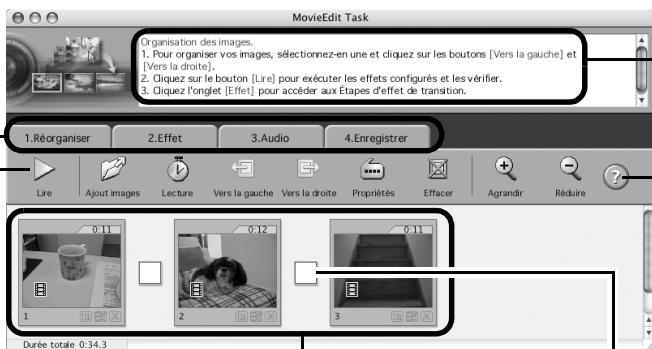 MovieEdit Task
Organisation des images.
1. Pour organiser vos images, sélectionnez-en une et cliquez sur les boutons [Vers la gauche] et
[Vers la droite].
2. Cliquez sur le bouton [Lire] pour exécuter les effets configurés et les vérifier.
3. Cliquez l'onglet [Effet] pour accéder aux Étapes d'effet de transition.
1.Réorganiser 2.Effet 3.Audio 4.Enregistrer
Lire Ajout images Lecture Vers la gauche Vers la droite Propriétés Effacer Agrandir Réduire ?
0:11 0:12 0:11
1 2 3
Durée totale 0:34.3